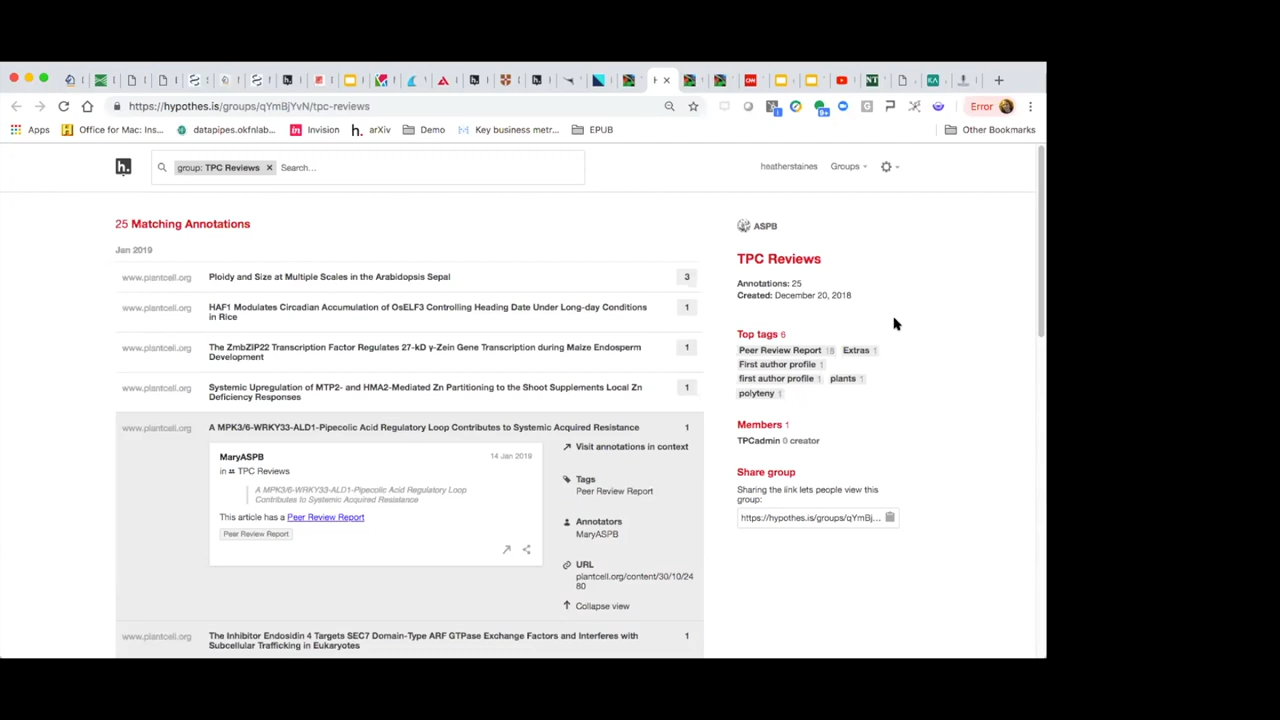 https://hypothes.is/groups/qYmBjYvN/tpc-reviews
Error
Apps
Office for Mac: Ins...
datapipes.okfnlab...
Invision
arXiv
Demo
Key business metr...
EPUB
Other Bookmarks
h.
group: TPC Reviews
Search...
heatherstaines
Groups
25 Matching Annotations
Jan 2019
www.plantcell.org
Ploidy and Size at Multiple Scales in the Arabidopsis Sepal
3
www.plantcell.org
HAF1 Modulates Circadian Accumulation of OsELF3 Controlling Heading Date Under Long-day Conditions
in Rice
1
www.plantcell.org
The ZmbZIP22 Transcription Factor Regulates 27-kD γ-Zein Gene Transcription during Maize Endosperm
Development
1
www.plantcell.org
Systemic Upregulation of MTP2- and HMA2-Mediated Zn Partitioning to the Shoot Supplements Local Zn
Deficiency Responses
1
www.plantcell.org
A MPK3/6-WRKY33-ALD1-Pipecolic Acid Regulatory Loop Contributes to Systemic Acquired Resistance
1
MaryASPB
14 Jan 2019
in TPC Reviews
A MPK3/6-WRKY33-ALD1-Pipecolic Acid Regulatory Loop
Contributes to Systemic Acquired Resistance
This article has a Peer Review Report
Peer Review Report
Visit annotations in context
Tags
Peer Review Report
Annotators
MaryASPB
URL
plantcell.org/content/30/10/24
80
Collapse view
www.plantcell.org
The Inhibitor Endosidin 4 Targets SEC7 Domain-Type ARF GTPase Exchange Factors and Interferes with
Subcellular Trafficking in Eukaryotes
1
ASPB
TPC Reviews
Annotations: 25
Created: December 20, 2018
Top tags 6
Peer Review Report 18 Extras 1
First author profile 1
first author profile 1 plants 1
polyteny 1
Members 1
TPCadmin 0 creator
Share group
Sharing the link lets people view this
group:
https://hypothes.is/groups/qYmBj...